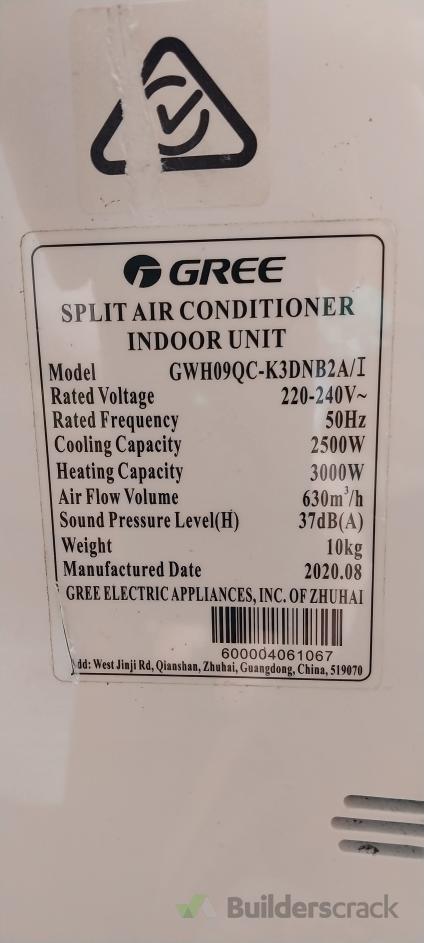 GREE
SPLIT AIR CONDITIONER
INDOOR UNIT
Model GWH09QC-K3DNB2A/I
Rated Voltage 220-240V~
Rated Frequency 50Hz
Cooling Capacity 2500W
Heating Capacity 3000W
Air Flow Volume 630m³/h
Sound Pressure Level(H) 37dB(A)
Weight 10kg
Manufactured Date 2020.08
GREE ELECTRIC APPLIANCES, INC. OF ZHUHAI
600004061067
dd: West Jinji Rd, Qianshan, Zhuhai, Guangdong, China, 519070
Builderscrack